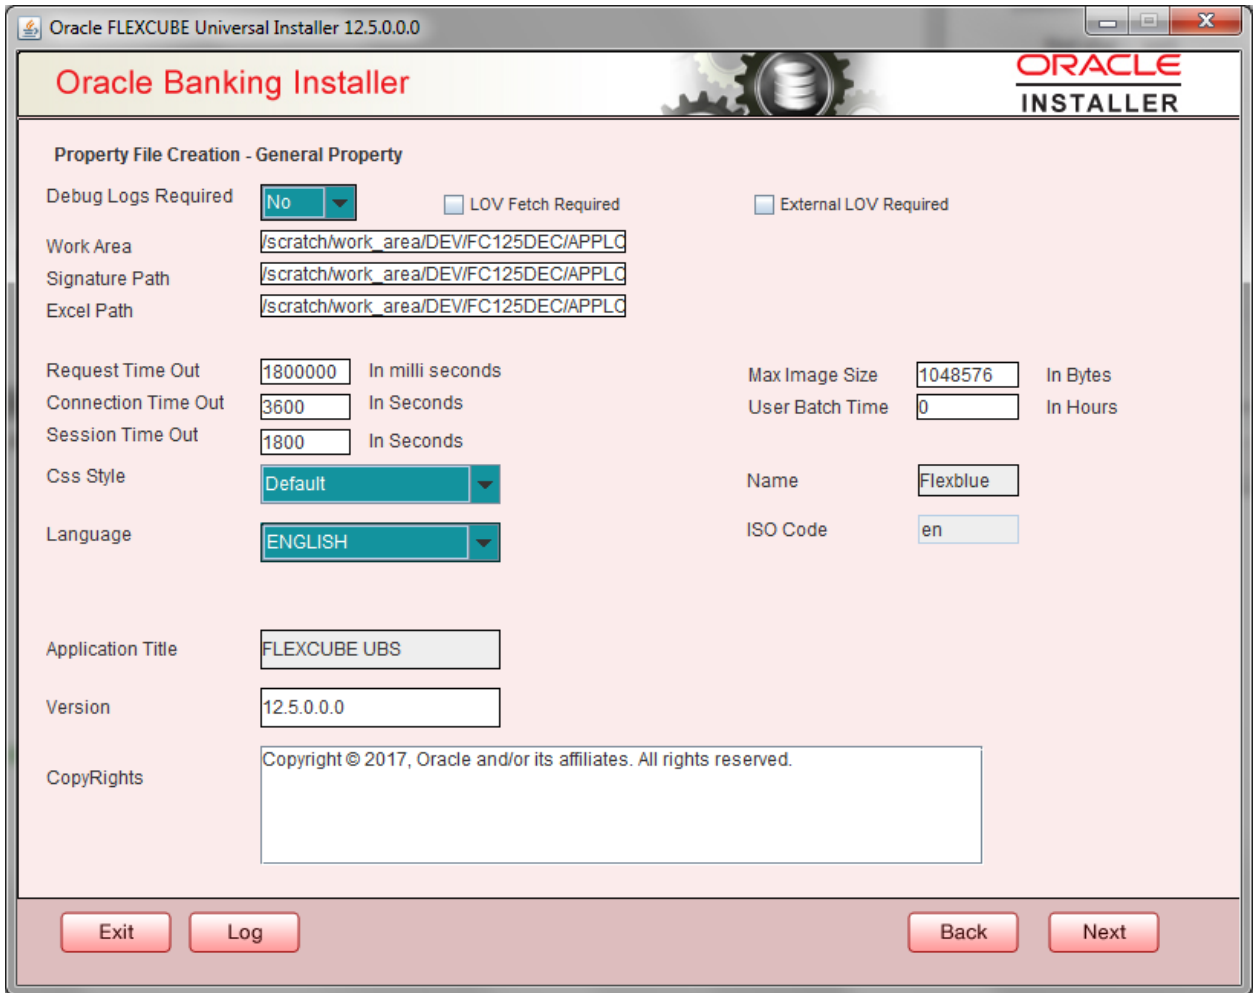 Oracle FLEXCUBE Universal Installer 12.5.0.0.0
Oracle Banking Installer
ORACLE
INSTALLER
Property File Creation - General Property
Debug Logs Required No LOV Fetch Required External LOV Required
Work Area /scratch/work_area/DEV/FC125DEC/APPLC
Signature Path /scratch/work_area/DEV/FC125DEC/APPLC
Excel Path /scratch/work_area/DEV/FC125DEC/APPLC
Request Time Out 1800000 In milli seconds Max Image Size 1048576 In Bytes
Connection Time Out 3600 In Seconds User Batch Time 0 In Hours
Session Time Out 1800 In Seconds
Css Style Default Name Flexblue
Language ENGLISH ISO Code en
Application Title FLEXCUBE UBS
Version 12.5.0.0.0
CopyRights Copyright © 2017, Oracle and/or its affiliates. All rights reserved.
Exit Log Back Next